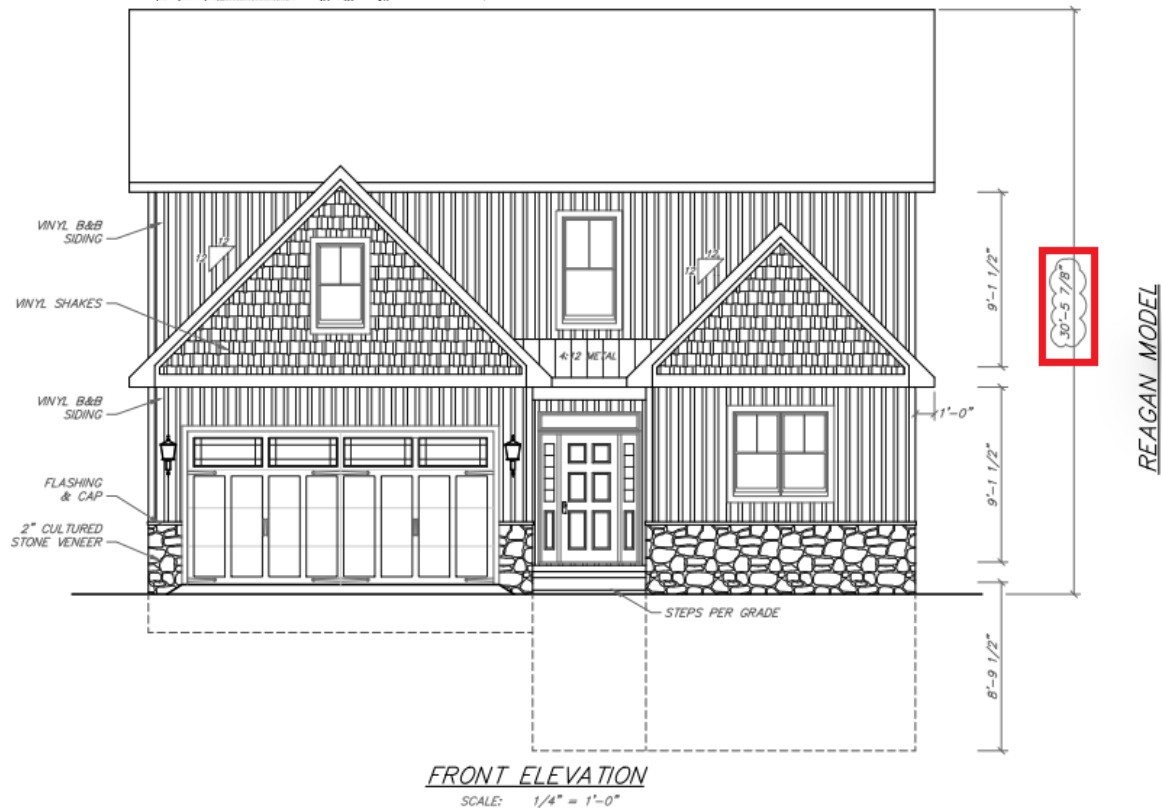 VINYL B&B
SIDING
12
12
12
12
VINYL SHAKES
4:12 METAL
VINYL B&B
SIDING
FLASHING
& CAP
2" CULTURED
STONE VENEER
STEPS PER GRADE
9'-1 1/2"
1'-0"
9'-1 1/2"
8'-9 1/2"
30'-5 7/8"
REAGAN MODEL
FRONT ELEVATION
SCALE: 1/4" = 1'-0"